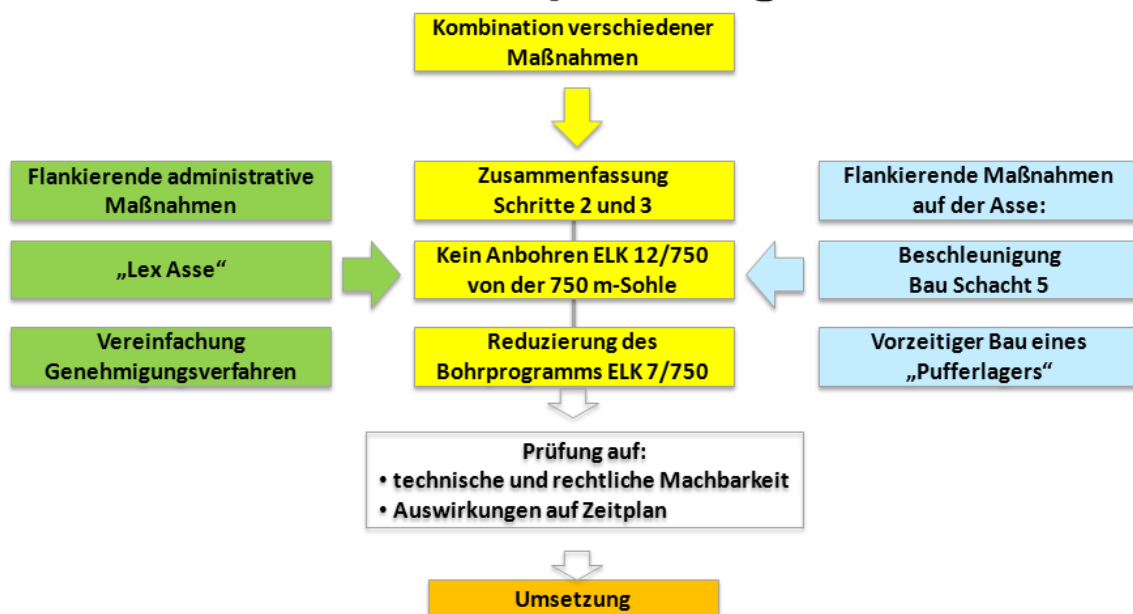 Kombination verschiedener
Maßnahmen
Flankierende administrative
Maßnahmen
Zusammenfassung
Schritte 2 und 3
Flankierende Maßnahmen
auf der Asse:
„Lex Asse“
Kein Anbohren ELK 12/750
von der 750 m-Sohle
Beschleunigung
Bau Schacht 5
Vereinfachung
Genehmigungsverfahren
Reduzierung des
Bohrprogramms ELK 7/750
Vorzeitiger Bau eines
„Pufferlagers“
Prüfung auf:
• technische und rechtliche Machbarkeit
• Auswirkungen auf Zeitplan
Umsetzung